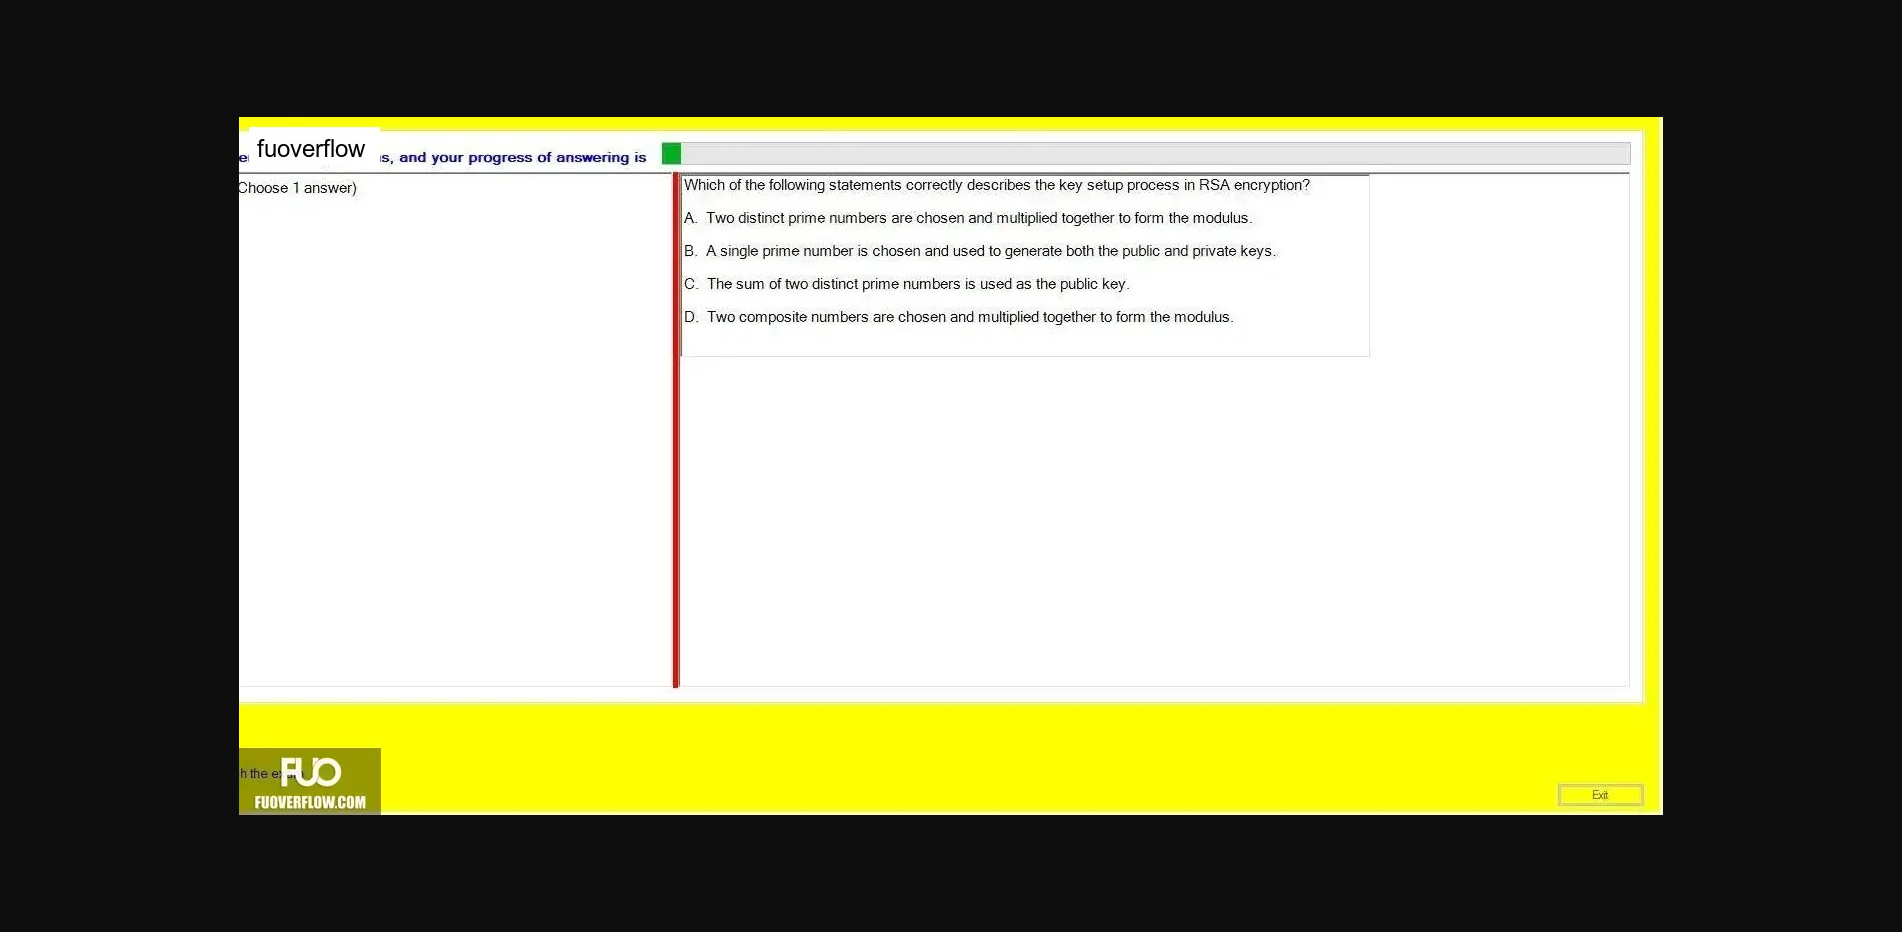 fuoverflow
s, and your progress of answering is
Choose 1 answer)
Which of the following statements correctly describes the key setup process in RSA encryption?
A. Two distinct prime numbers are chosen and multiplied together to form the modulus.
B. A single prime number is chosen and used to generate both the public and private keys.
C. The sum of two distinct prime numbers is used as the public key.
D. Two composite numbers are chosen and multiplied together to form the modulus.
h the
FUO
FUOVERFLOW.COM
Exit